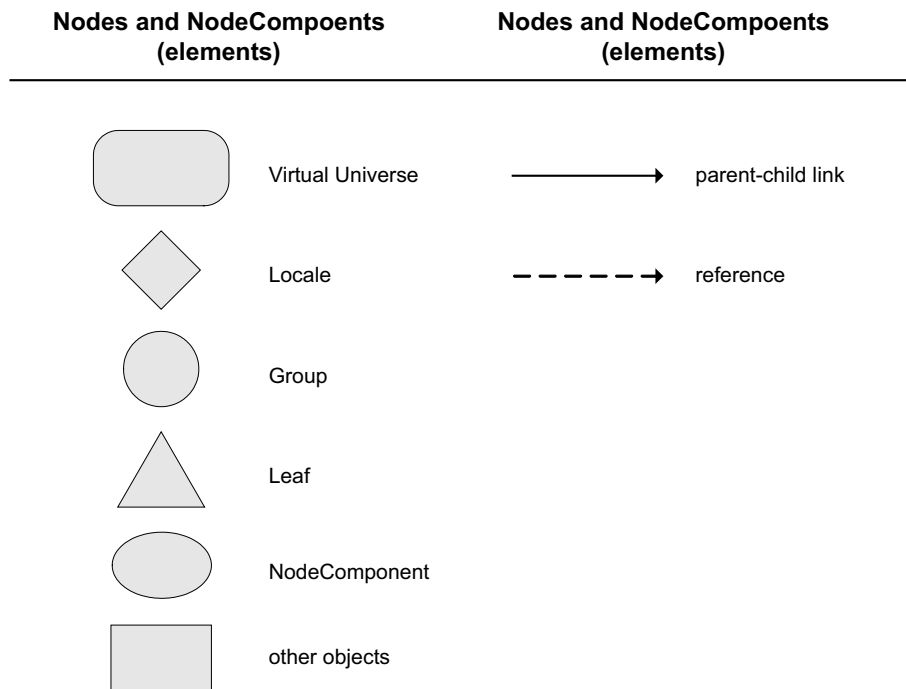 Nodes and NodeCompoents
(elements)
Nodes and NodeCompoents
(elements)
Virtual Universe
parent-child link
Locale
reference
Group
Leaf
NodeComponent
other objects